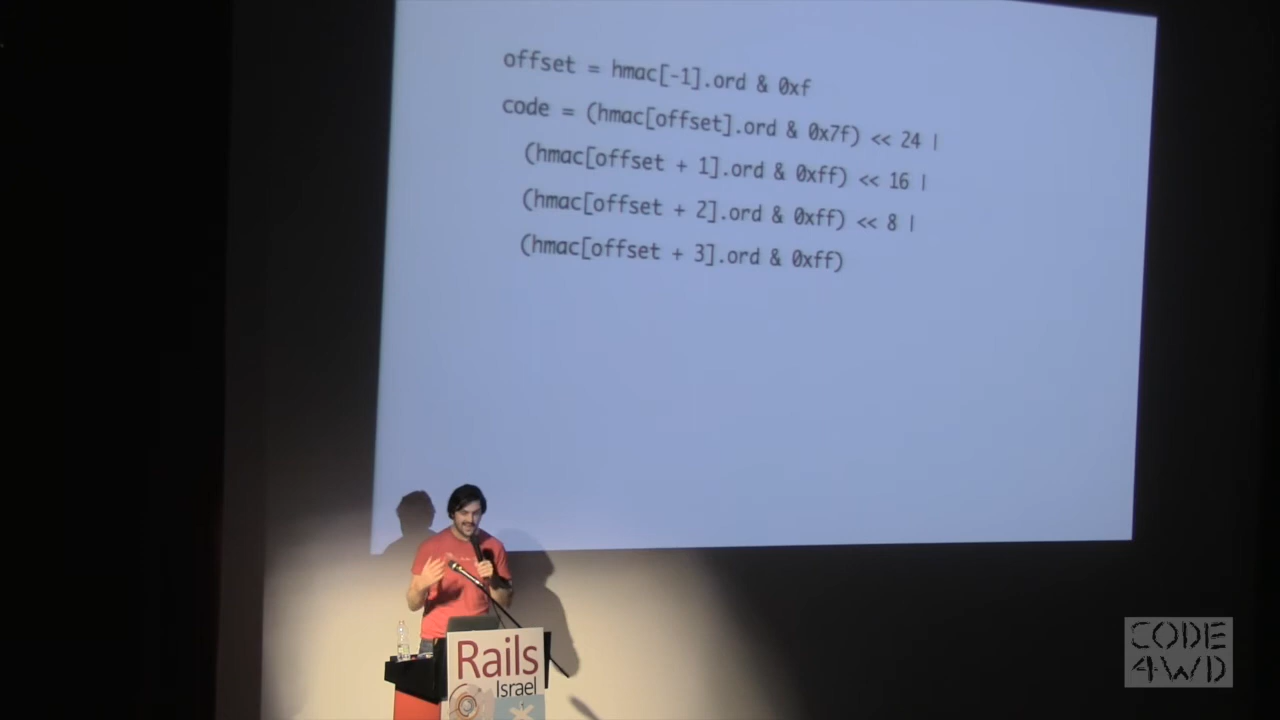 offset = hmac[-1].ord & 0xf
code = (hmac[offset].ord & 0x7f) << 24 |
(hmac[offset + 1].ord & 0xff) << 16 |
(hmac[offset + 2].ord & 0xff) << 8 |
(hmac[offset + 3].ord & 0xff)
Rails
Israel
CODE
4WD